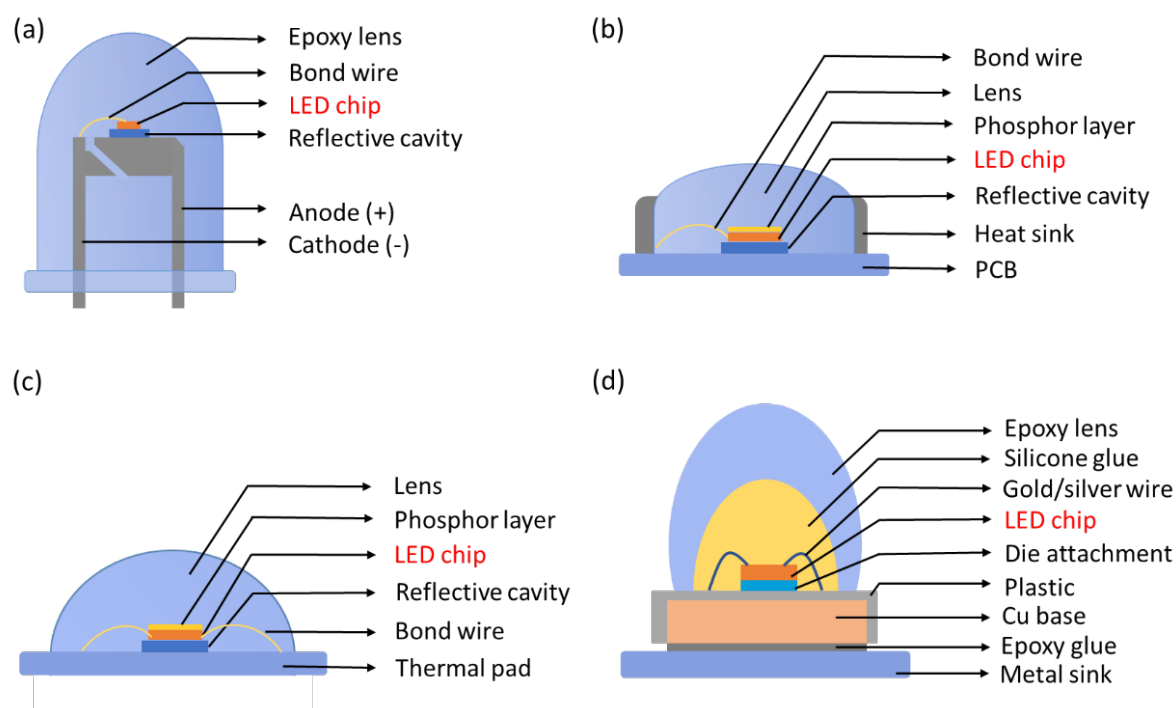 (a)
Epoxy lens
Bond wire
LED chip
Reflective cavity
Anode (+)
Cathode (-)
(b)
Bond wire
Lens
Phosphor layer
LED chip
Reflective cavity
Heat sink
PCB
(c)
Lens
Phosphor layer
LED chip
Reflective cavity
Bond wire
Thermal pad
(d)
Epoxy lens
Silicone glue
Gold/silver wire
LED chip
Die attachment
Plastic
Cu base
Epoxy glue
Metal sink